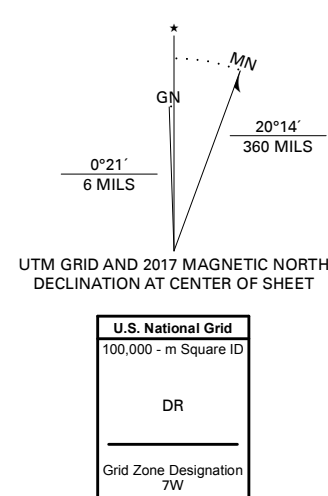 ★
MN
GN
20°14´
360 MILS
0°21´
6 MILS
UTM GRID AND 2017 MAGNETIC NORTH
DECLINATION AT CENTER OF SHEET
U.S. National Grid
100,000 - m Square ID
DR
Grid Zone Designation
7W